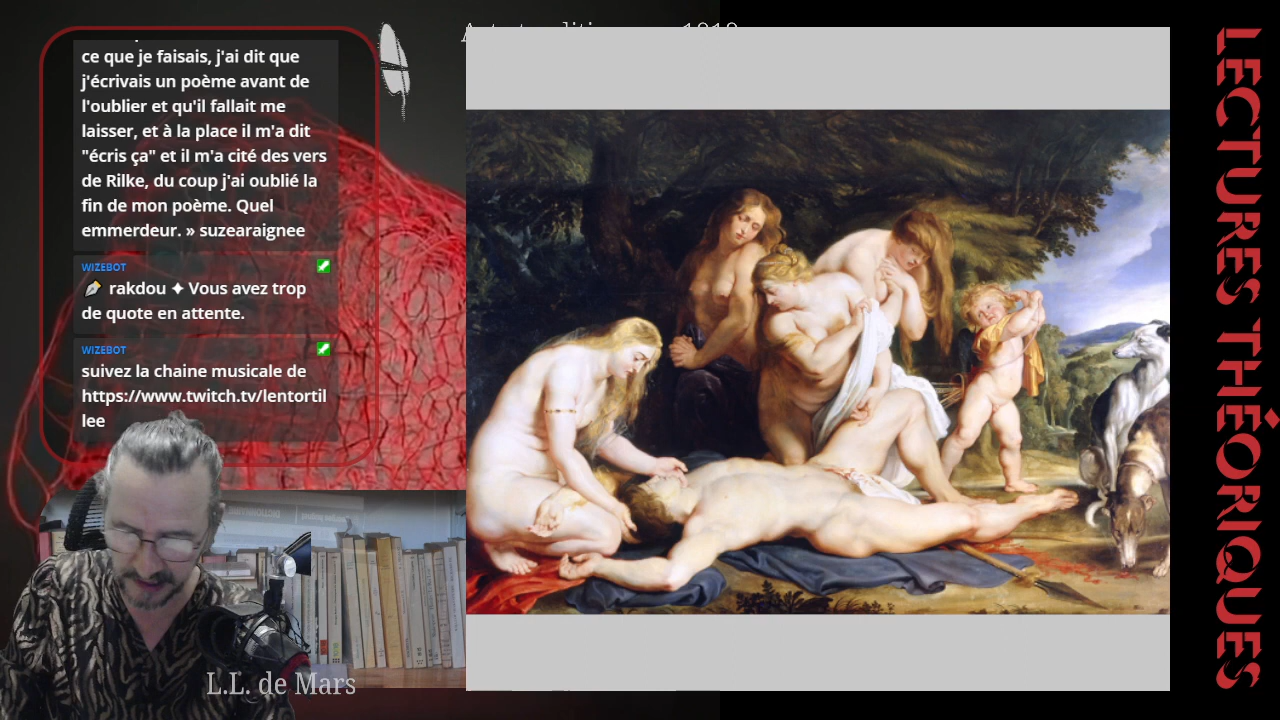 ce que je faisais, j'ai dit que
j'écrivais un poème avant de
l'oublier et qu'il fallait me
laisser, et à la place il m'a dit
"écris ça" et il m'a cité des vers
de Rilke, du coup j'ai oublié la
fin de mon poème. Quel
emmerdeur. » suzearaignee
WIZEBOT
rakdou ✦ Vous avez trop
de quote en attente.
WIZEBOT
suivez la chaine musicale de
https://www.twitch.tv/lentortil
lee
L.L. de Mars
LECTURES THÉORIQUES